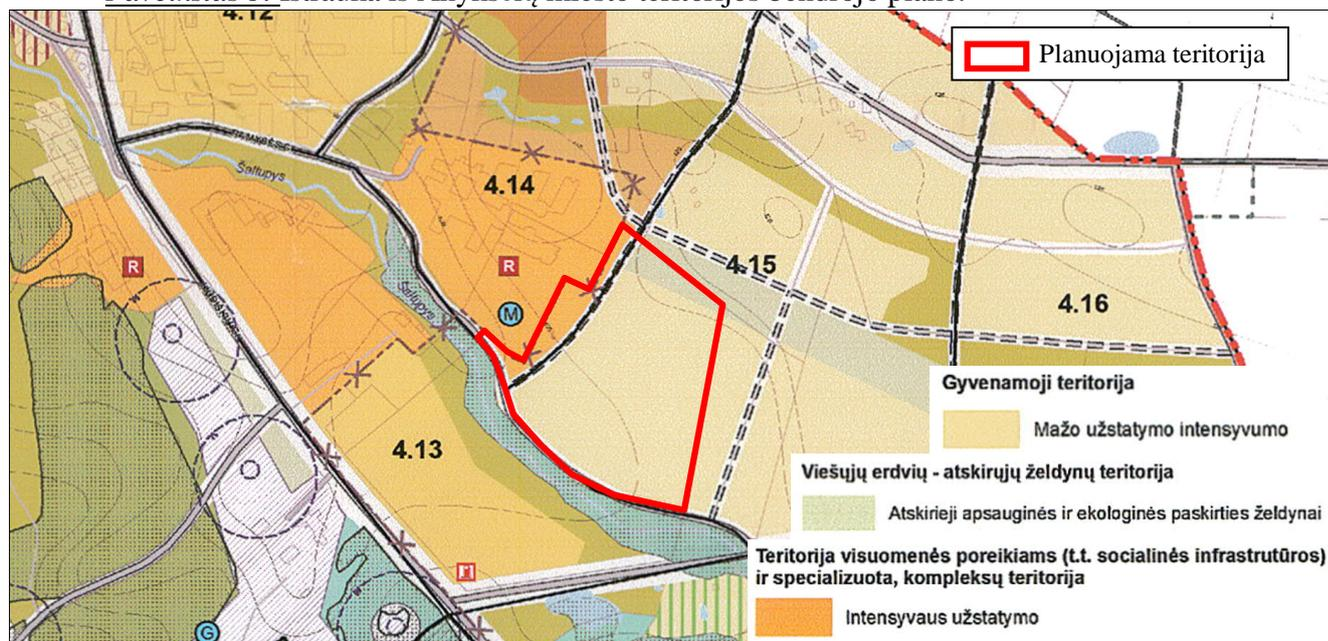 4.12
Planuojama teritorija
Šaltupys
4.14
R
R
Šaltupys
4.15
M
4.16
Gyvenamoji teritorija
Mažo užstatymo intensyvumo
4.13
Viešųjų erdvių - atskirųjų želdynų teritorija
Atskirieji apsauginės ir ekologinės paskirties želdynai
Teritorija visuomenės poreikiams (t.t. socialinės infrastrutūros)
ir specializuota, kompleksų teritorija
Intensyvaus užstatymo
G